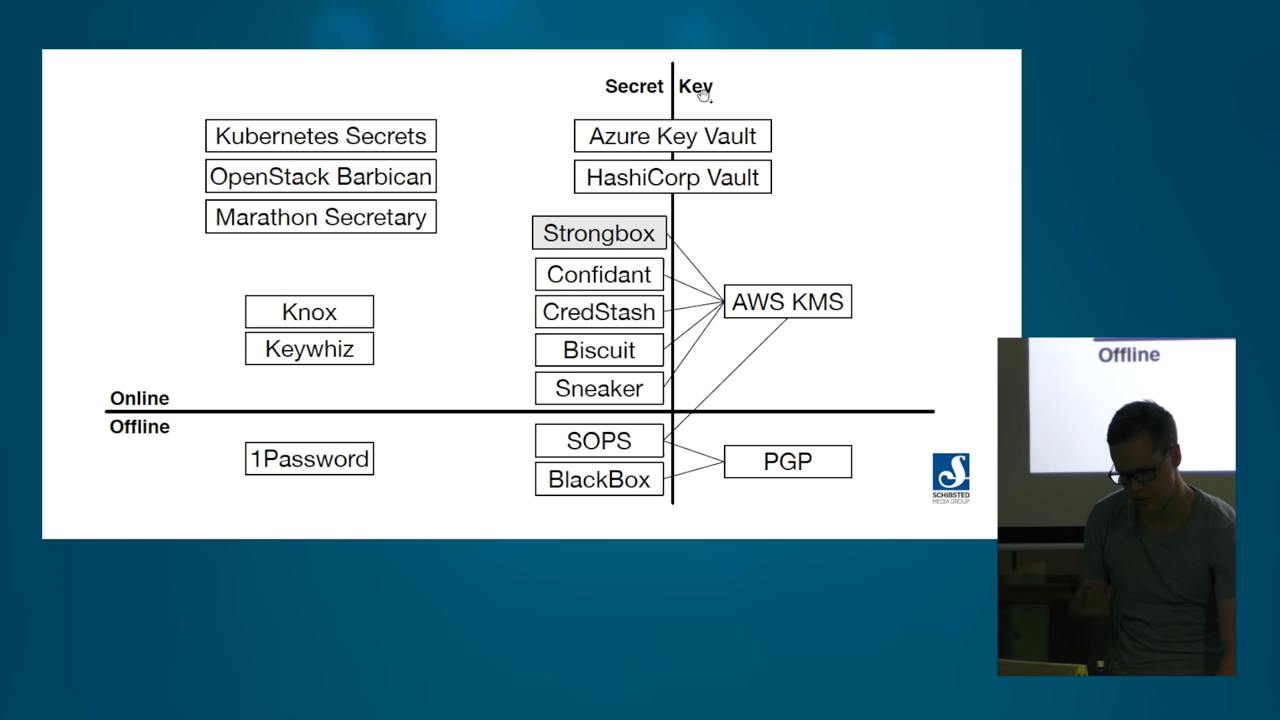 Secret Key
Kubernetes Secrets
OpenStack Barbican
Marathon Secretary
Azure Key Vault
HashiCorp Vault
Strongbox
Confidant
CredStash
Biscuit
Sneaker
AWS KMS
Knox
Keywhiz
Online
Offline
1Password
SOPS
BlackBox
PGP
SCHIBSTED
MEDIA GROUP
Offline